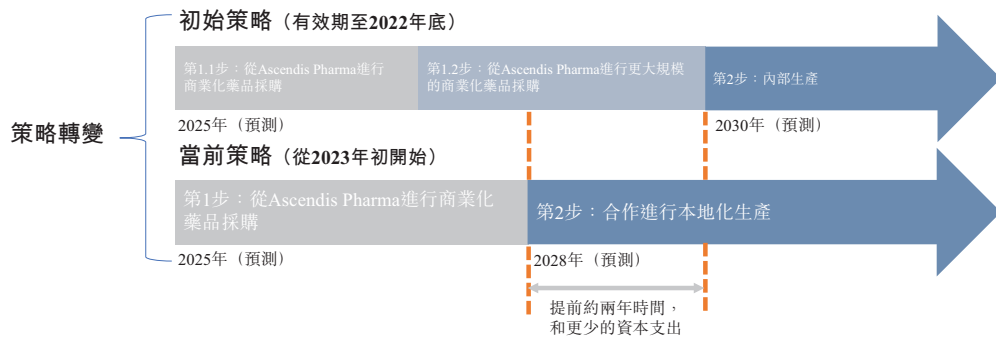 初始策略（有效期至2022年底）
第1.1步：從Ascendis Pharma進行
商業化藥品採購
第1.2步：從Ascendis Pharma進行更大規模
的商業化藥品採購
第2步：內部生產
2025年（預測）
2030年（預測）
策略轉變
當前策略（從2023年初開始）
第1步：從Ascendis Pharma進行商業化
藥品採購
第2步：合作進行本地化生產
2025年（預測）
2028年（預測）
提前約兩年時間，
和更少的資本支出